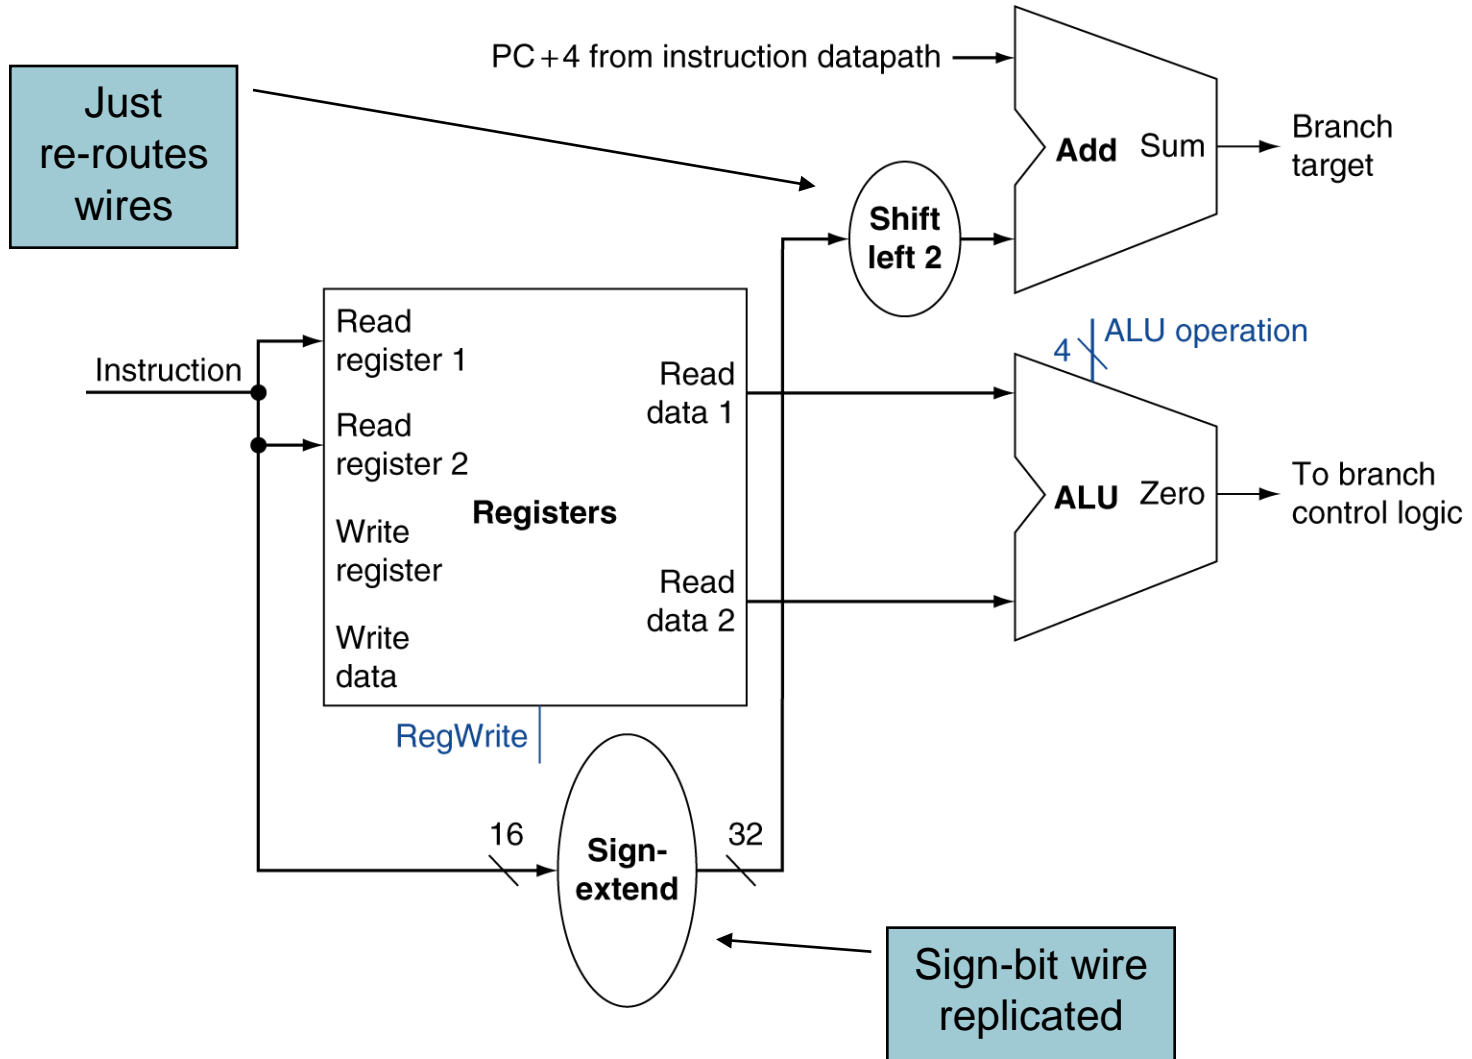 PC+4 from instruction datapath
Just
re-routes
wires
Add
Sum
Branch
target
Shift
left 2
Instruction
Read
register 1
Read
register 2
Registers
Write
register
Write
data
Read
data 1
Read
data 2
4
ALU operation
ALU
Zero
To branch
control logic
RegWrite
16
Sign-
extend
32
Sign-bit wire
replicated